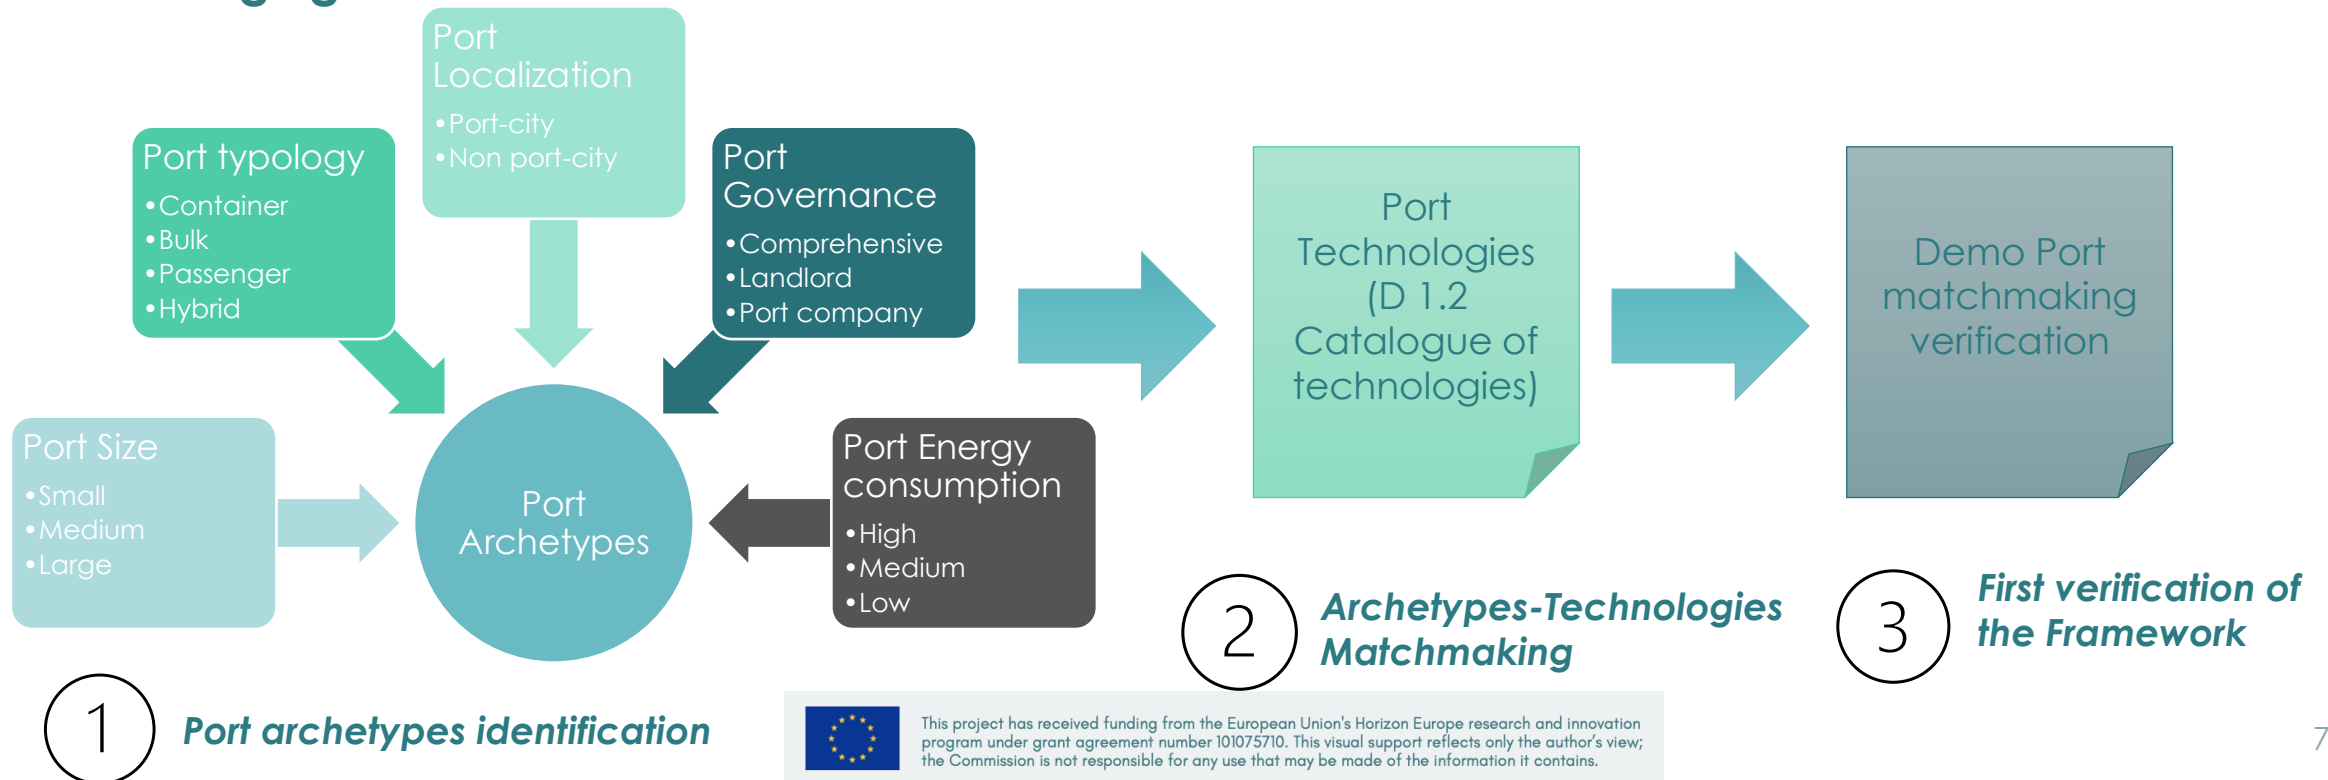 Port
Localization
•Port-city
•Non port-city
Port typology
•Container
•Bulk
•Passenger
•Hybrid
Port
Governance
•Comprehensive
•Landlord
•Port company
Port Size
•Small
•Medium
•Large
Port
Archetypes
Port Energy
consumption
•High
•Medium
•Low
Port
Technologies
(D 1.2
Catalogue of
technologies)
Demo Port
matchmaking
verification
1
Port archetypes identification
2
Archetypes-Technologies
Matchmaking
3
First verification of
the Framework
This project has received funding from the European Union's Horizon Europe research and innovation
program under grant agreement number 101075710. This visual support reflects only the author's view;
the Commission is not responsible for any use that may be made of the information it contains.
7